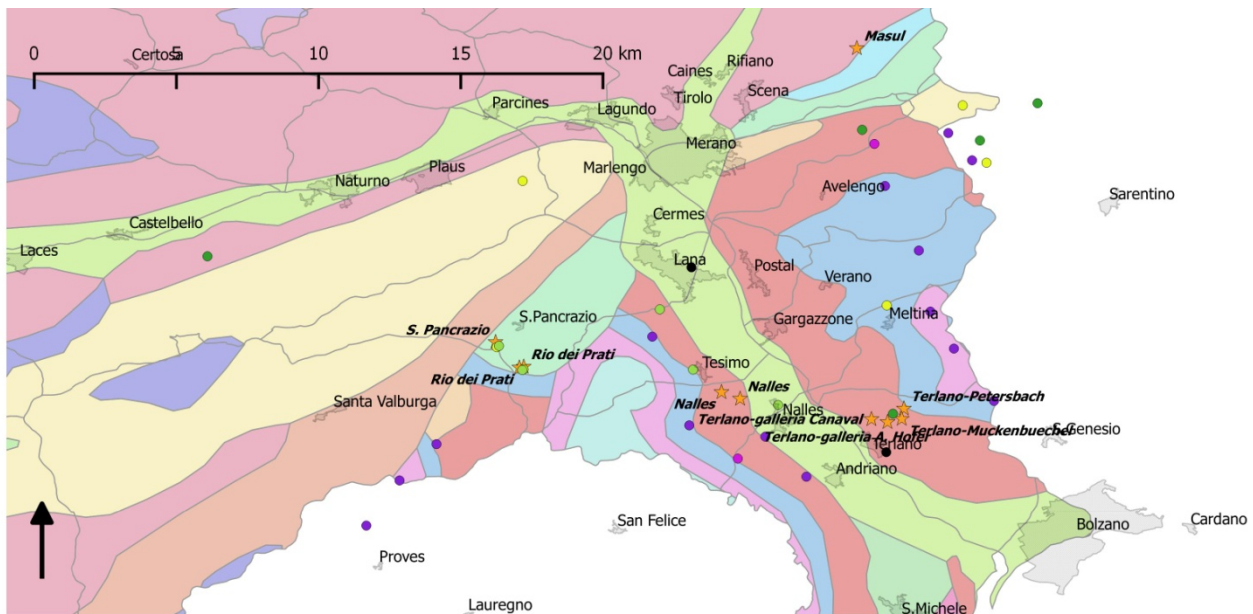 Masul
0 5 10 15 20 km
Certosa
Rifiano
Caines
Tirolo
Scena
Parcines
Lagundo
Merano
Marlengo
Plaus
Naturno
Avelengo
Sarentino
Castelbello
Cermes
Laces
Lana
Postal
Verano
S. Pancrazio
S.Pancrazio
Gargazzone
Meltina
Rio dei Prati
Rio dei Prati
Tesimo
Santa Valburga
Nalles
Nalles
Terlano-Petersbach
Nalles
Terlano-galleria Canaval
Terlano-Muckenbuecher
S.Genesio
Terlano-galleria A. Hofer
Terlano
Andriano
San Felice
Bolzano
Cardano
Proves
Lauregno
S.Michele